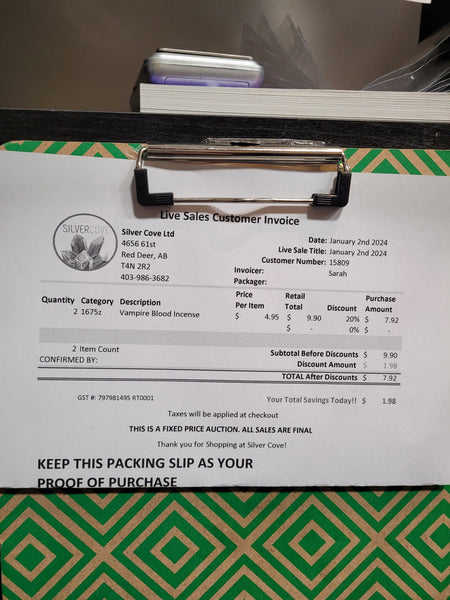 Live Sales Customer Invoice
SILVERCOVE
Silver Cove Ltd
4656 61st
Red Deer, AB
T4N 2R2
403-986-3682
Date: January 2nd 2024
Live Sale Title: January 2nd 2024
Customer Number: 15809
Invoicer: Sarah
Packager:
Quantity Category Description Price Per Item Retail Total Discount Purchase Amount
2 1675z Vampire Blood Incense $ 4.95 $ 9.90 20% $ 7.92
$ - 0% $ -
2 Item Count Subtotal Before Discounts $ 9.90
CONFIRMED BY: Discount Amount $ 1.98
TOTAL After Discounts $ 7.92
GST #: 797981495 RT0001 Your Total Savings Today!! $ 1.98
Taxes will be applied at checkout
THIS IS A FIXED PRICE AUCTION. ALL SALES ARE FINAL
Thank you for Shopping at Silver Cove!
KEEP THIS PACKING SLIP AS YOUR
PROOF OF PURCHASE